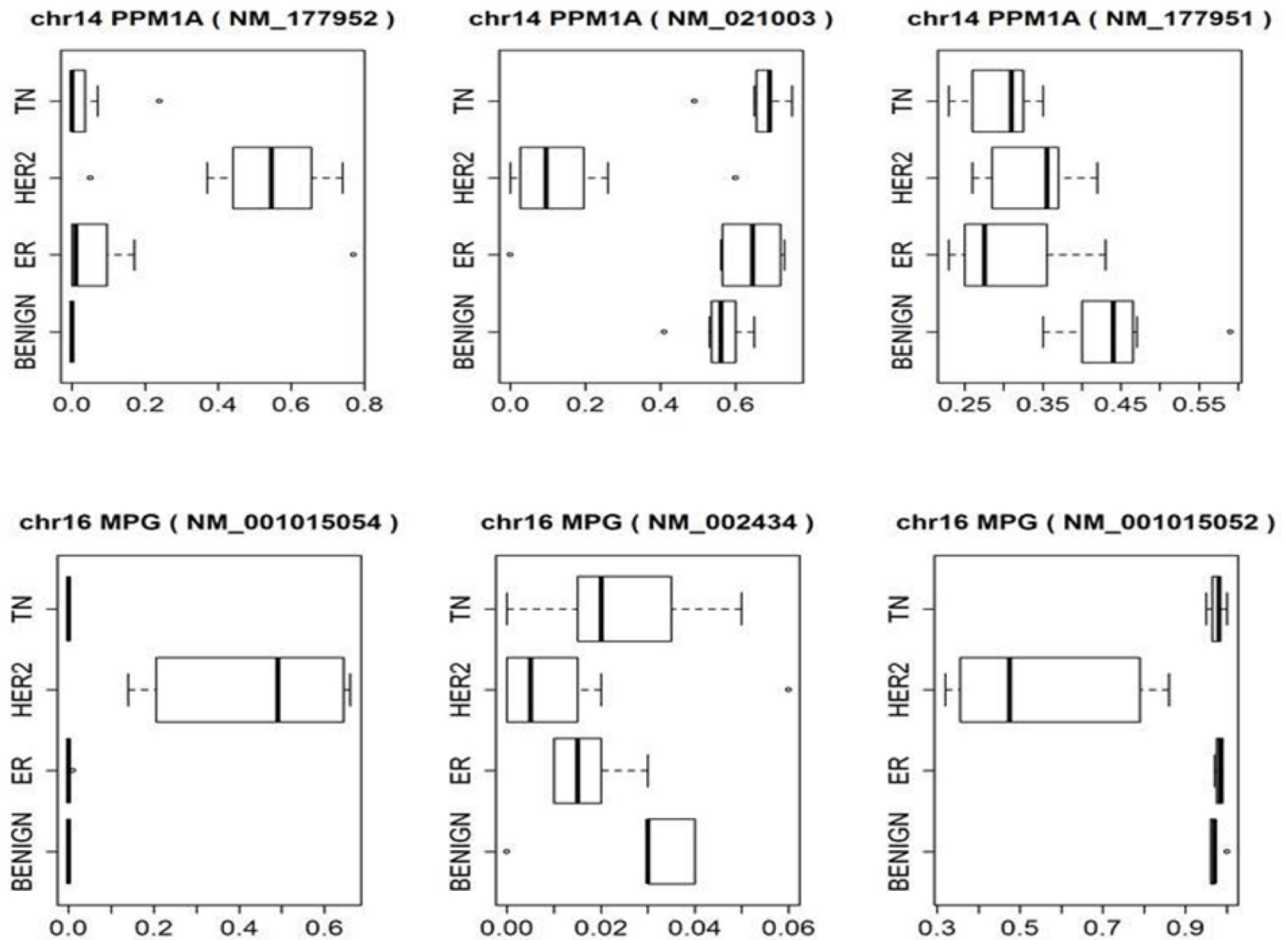 chr14 PPM1A ( NM_177952 )
TN
HER2
ER
BENIGN
0.0 0.2 0.4 0.6 0.8
chr14 PPM1A ( NM_021003 )
TN
HER2
ER
BENIGN
0.0 0.2 0.4 0.6
chr14 PPM1A ( NM_177951 )
TN
HER2
ER
BENIGN
0.25 0.35 0.45 0.55
chr16 MPG ( NM_001015054 )
TN
HER2
ER
BENIGN
0.0 0.2 0.4 0.6
chr16 MPG ( NM_002434 )
TN
HER2
ER
BENIGN
0.00 0.02 0.04 0.06
chr16 MPG ( NM_001015052 )
TN
HER2
ER
BENIGN
0.3 0.5 0.7 0.9